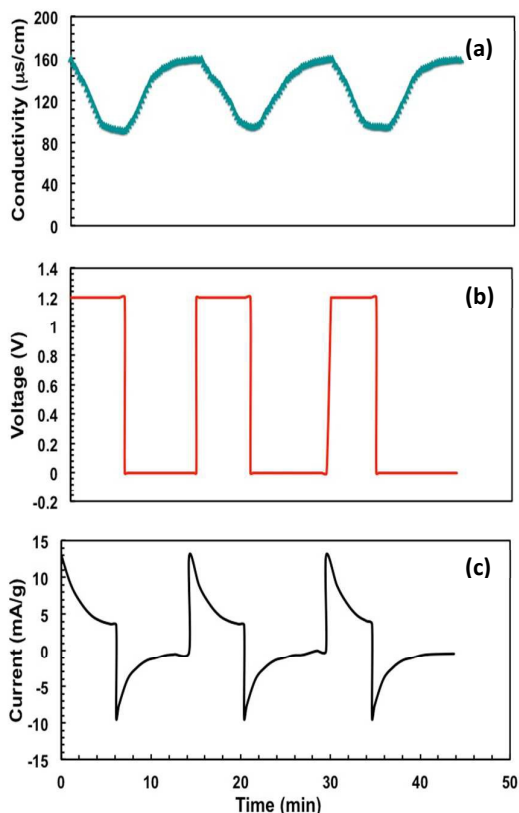 200
160
120
80
40
0
Conductivity (μs/cm)
(a)
1.4
1.2
1
0.8
0.6
0.4
0.2
0
-0.2
Voltage (V)
(b)
15
10
5
0
-5
-10
-15
Current (mA/g)
(c)
0 10 20 30 40 50
Time (min)